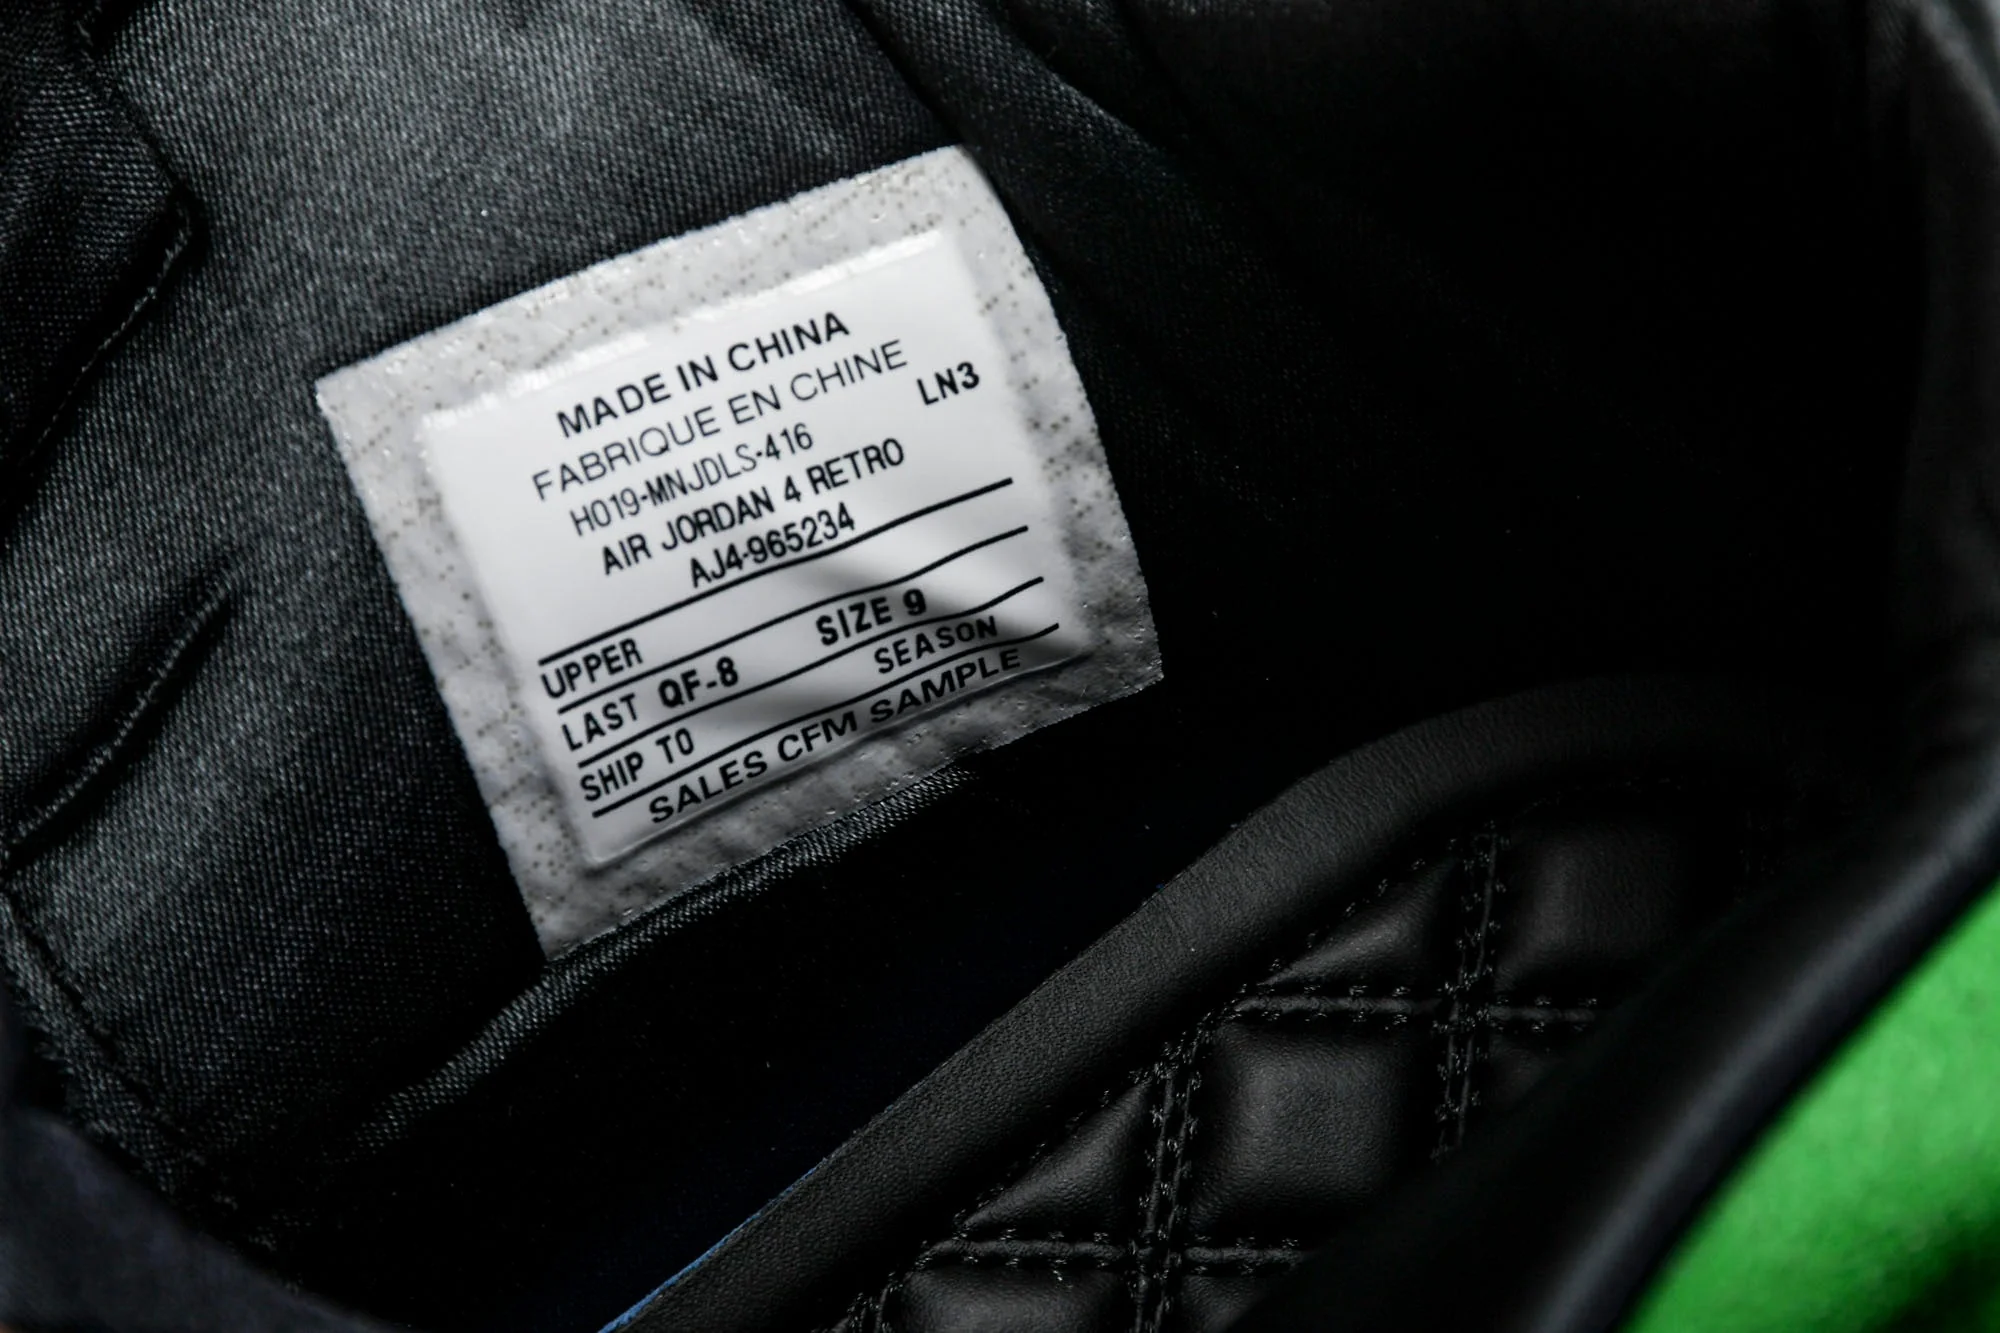 MADE IN CHINA
FABRIQUE EN CHINE
LN3
H019-MNJDLS-416
AIR JORDAN 4 RETRO
AJ4-965234
UPPER
LAST QF-8 SIZE 9
SHIP TO SEASON
SALES CFM SAMPLE